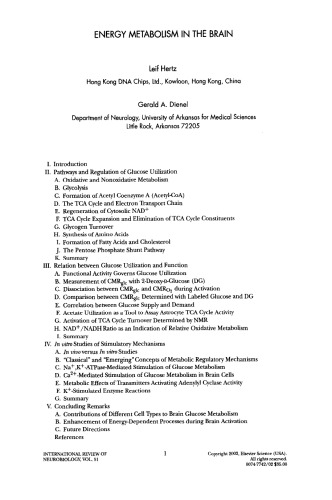 ENERGY METABOLISM IN THE BRAIN
Leif Hertz
Hong Kong DNA Chips, Ltd., Kowloon, Hong Kong, China
Gerald A. Dienel
Department of Neurology, University of Arkansas for Medical Sciences
Little Rock, Arkansas 72205
I. Introduction
II. Pathways and Regulation of Glucose Utilization
A. Oxidative and Nonoxidative Metabolism
B. Glycolysis
C. Formation of Acetyl Coenzyme A (Acetyl-CoA)
D. The TCA Cycle and Electron Transport Chain
E. Regeneration of Cytosolic NAD+
F. TCA Cycle Expansion and Elimination of TCA Cycle Constituents
G. Glycogen Turnover
H. Synthesis of Amino Acids
I. Formation of Fatty Acids and Cholesterol
J. The Pentose Phosphate Shunt Pathway
K. Summary
III. Relation between Glucose Utilization and Function
A. Functional Activity Governs Glucose Utilization
B. Measurement of CMRglc with 2-Deoxy-D-Glucose (DG)
C. Dissociation between CMRglc and CMRO2 during Activation
D. Comparison between CMRglc Determined with Labeled Glucose and DG
E. Correlation between Glucose Supply and Demand
F. Acetate Utilization as a Tool to Assay Astrocyte TCA Cycle Activity
G. Activation of TCA Cycle Turnover Determined by NMR
H. NAD+/NADH Ratio as an Indication of Relative Oxidative Metabolism
I. Summary
IV. In vitro Studies of Stimulatory Mechanisms
A. In vivo versus In vitro Studies
B. "Classical" and "Emerging" Concepts of Metabolic Regulatory Mechanisms
C. Na+,K+-ATPase-Mediated Stimulation of Glucose Metabolism
D. Ca2+-Mediated Stimulation of Glucose Metabolism in Brain Cells
E. Metabolic Effects of Transmitters Activating Adenylyl Cyclase Activity
F. K+-Stimulated Enzyme Reactions
G. Summary
V. Concluding Remarks
A. Contributions of Different Cell Types to Brain Glucose Metabolism
B. Enhancement of Energy-Dependent Processes during Brain Activation
C. Future Directions
References
INTERNATIONAL REVIEW OF
NEUROBIOLOGY, VOL. 51
1
Copyright 2002, Elsevier Science (USA).
All rights reserved.
0074-7742/02 $35.00